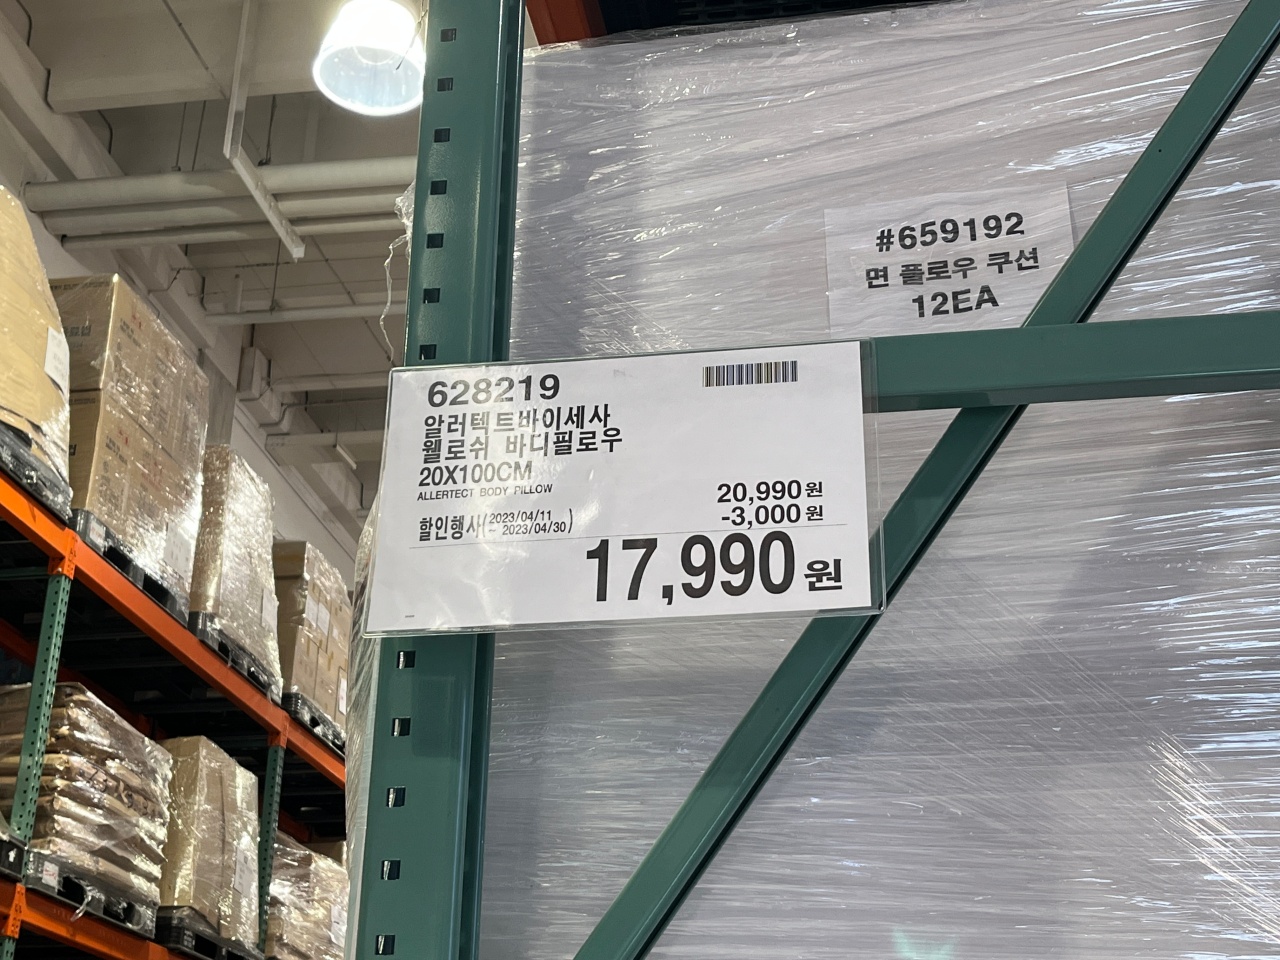 #659192
면 플로우 쿠션
12EA
628219
알러텍트바이세사
웰로쉬 바디필로우
20X100CM
ALLERTECT BODY PILLOW
20,990원
-3,000원
할인행사(2023/04/11
~ 2023/04/30)
17,990원